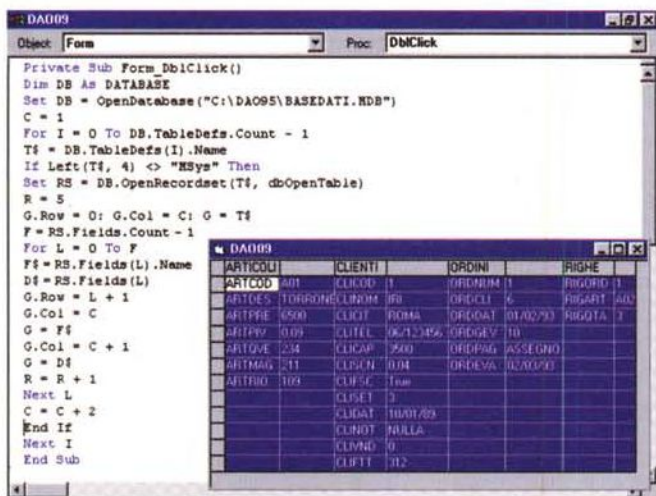 DAO09
Object: Form Proc: DblClick
Private Sub Form_DblClick()
Dim DB As DATABASE
Set DB = OpenDatabase("C:\DAO95\BASEDATI.MDB")
C = 1
For I = 0 To DB.TableDefs.Count - 1
T$ = DB.TableDefs(I).Name
If Left(T$, 4) <> "MSys" Then
Set RS = DB.OpenRecordset(T$, dbOpenTable)
R = 5
G.Row = 0: G.Col = C: G = T$
F = RS.Fields.Count - 1
For L = 0 To F
F$ = RS.Fields(L).Name
D$ = RS.Fields(L)
G.Row = L + 1
G.Col = C
G = F$
G.Col = C + 1
G = D$
R = R + 1
Next L
C = C + 2
End If
Next I
End Sub
DAO09
ARTICOLI CLIENTI ORDINI RIGHE
ARTCOD A01 CLICOD 1 ORDNUM 1 RIGORD 1
ARTDES TORRONE CLINOM IRI ORDCLI 6 RIGART A02
ARTPRE 6500 CLICIT ROMA ORDDAT 01/02/93 RIGQTA 3
ARTPIV 0.09 CLITEL 06/123456 ORDGEV 10
ARTQVE 234 CLICAP 3500 ORDPAG ASSEGNO
ARTMAG 211 CLISCN 0.04 ORDEVA 02/03/93
ARTRIO 109 CLIFSC True
CLISET 3
CLIDAT 10/01/89
CLINOT NULLA
CLIVND 0
CLIFTT 312